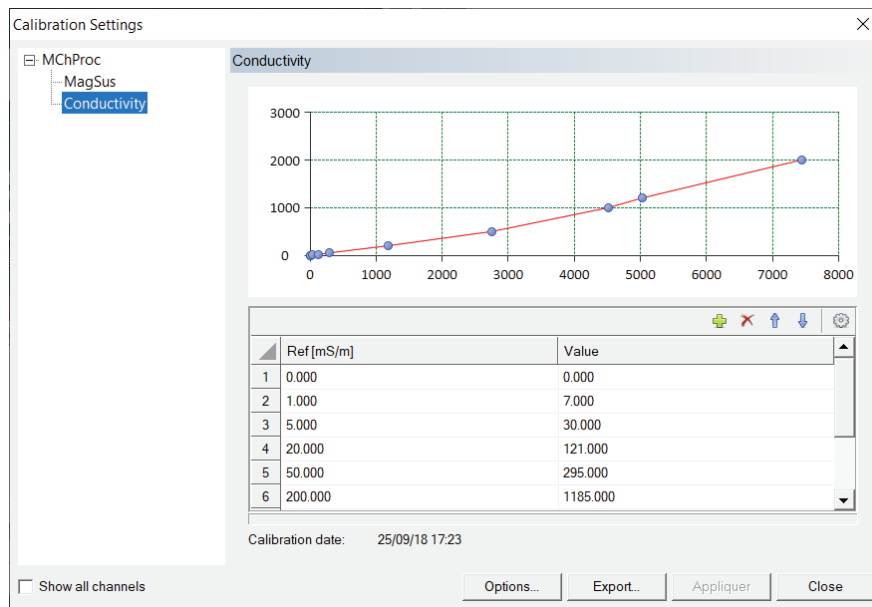 Calibration Settings
MChProc
MagSus
Conductivity
Conductivity
3000
2000
1000
0
0 1000 2000 3000 4000 5000 6000 7000 8000
Ref [mS/m] Value
1 0.000 0.000
2 1.000 7.000
3 5.000 30.000
4 20.000 121.000
5 50.000 295.000
6 200.000 1185.000
Calibration date: 25/09/18 17:23
Show all channels Options... Export... Appliquer Close